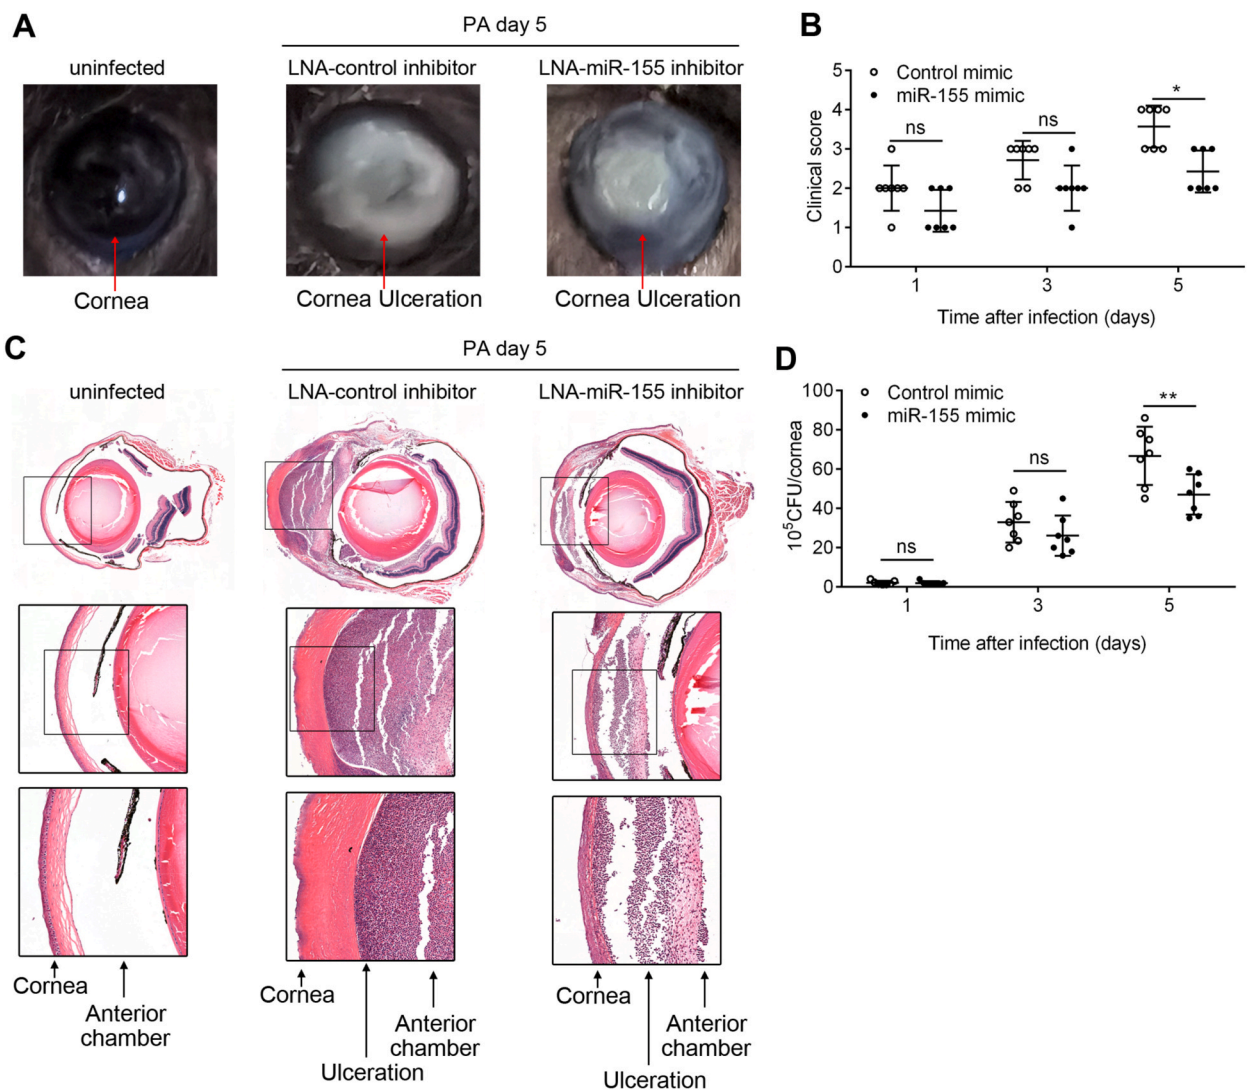 A
PA day 5
uninfected
LNA-control inhibitor
LNA-miR-155 inhibitor
Cornea
Cornea Ulceration
Cornea Ulceration
B
Control mimic
miR-155 mimic
Clinical score
5
4
3
2
1
0
ns
ns
*
1
3
5
Time after infection (days)
C
PA day 5
uninfected
LNA-control inhibitor
LNA-miR-155 inhibitor
Cornea
Anterior
chamber
Cornea
Ulceration
Anterior
chamber
Cornea
Ulceration
Anterior
chamber
D
Control mimic
miR-155 mimic
10⁵CFU/cornea
100
80
60
40
20
0
ns
ns
**
1
3
5
Time after infection (days)